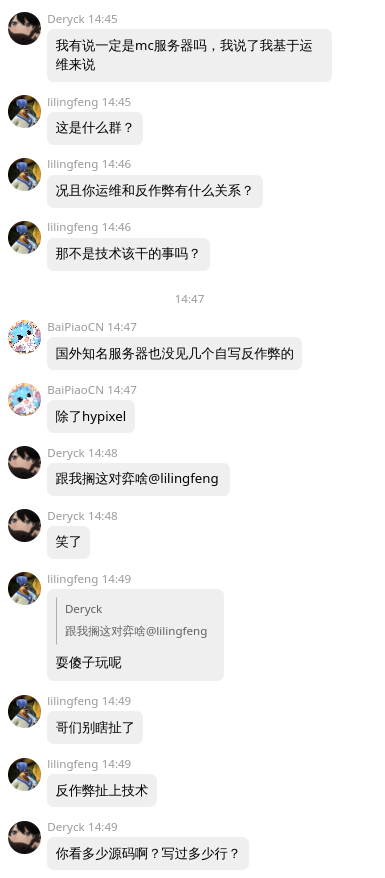 Deryck 14:45
我有说一定是mc服务器吗，我说了我基于运
维来说
lilingfeng 14:45
这是什么群？
lilingfeng 14:46
况且你运维和反作弊有什么关系？
lilingfeng 14:46
那不是技术该干的事吗？
14:47
BaiPiaoCN 14:47
国外知名服务器也没见几个自写反作弊的
BaiPiaoCN 14:47
除了hypixel
Deryck 14:48
跟我搁这对弈啥@lilingfeng
Deryck 14:48
笑了
lilingfeng 14:49
Deryck
跟我搁这对弈啥@lilingfeng
耍傻子玩呢
lilingfeng 14:49
哥们别瞎扯了
lilingfeng 14:49
反作弊扯上技术
Deryck 14:49
你看多少源码啊？写过多少行？